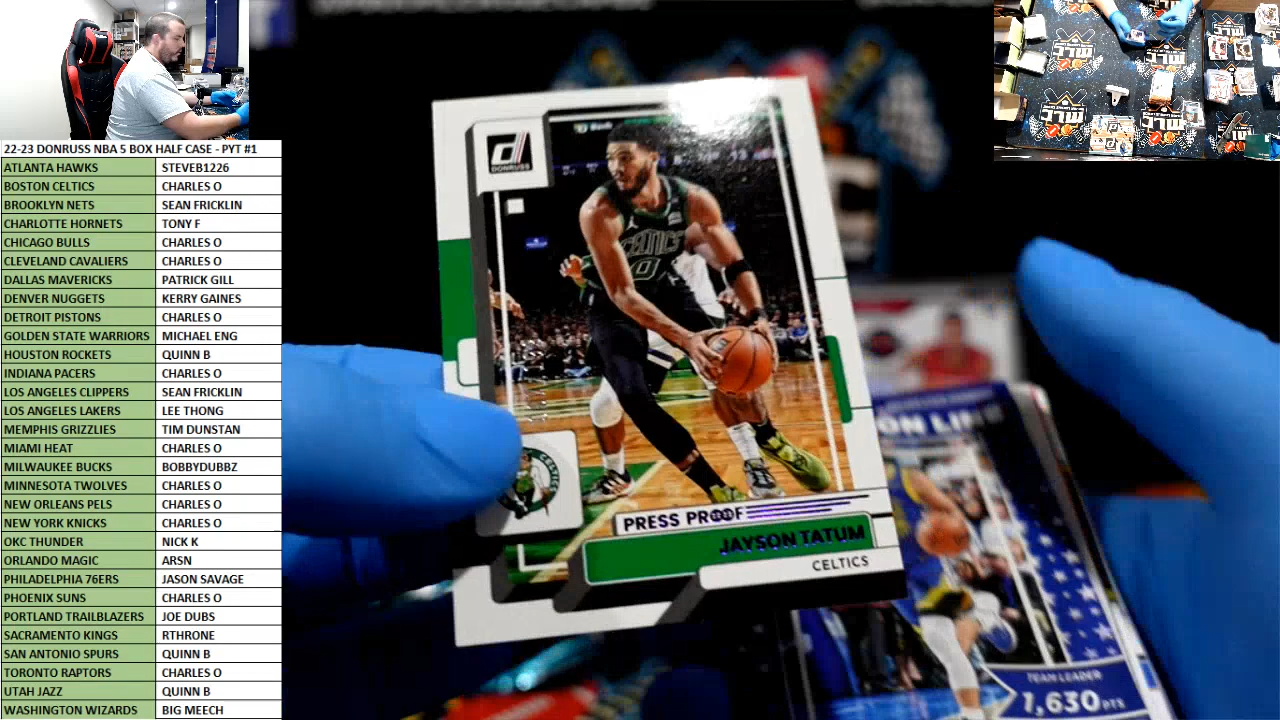 22-23 DONRUSS NBA 5 BOX HALF CASE - PYT #1
ATLANTA HAWKS STEVEB1226
BOSTON CELTICS CHARLES O
BROOKLYN NETS SEAN FRICKLIN
CHARLOTTE HORNETS TONY F
CHICAGO BULLS CHARLES O
CLEVELAND CAVALIERS CHARLES O
DALLAS MAVERICKS PATRICK GILL
DENVER NUGGETS KERRY GAINES
DETROIT PISTONS CHARLES O
GOLDEN STATE WARRIORS MICHAEL ENG
HOUSTON ROCKETS QUINN B
INDIANA PACERS CHARLES O
LOS ANGELES CLIPPERS SEAN FRICKLIN
LOS ANGELES LAKERS LEE THONG
MEMPHIS GRIZZLIES TIM DUNSTAN
MIAMI HEAT CHARLES O
MILWAUKEE BUCKS BOBBYDUBBZ
MINNESOTA TWOLVES CHARLES O
NEW ORLEANS PELS CHARLES O
NEW YORK KNICKS CHARLES O
OKC THUNDER NICK K
ORLANDO MAGIC ARSN
PHILADELPHIA 76ERS JASON SAVAGE
PHOENIX SUNS CHARLES O
PORTLAND TRAILBLAZERS JOE DUBS
SACRAMENTO KINGS RTHRONE
SAN ANTONIO SPURS QUINN B
TORONTO RAPTORS CHARLES O
UTAH JAZZ QUINN B
WASHINGTON WIZARDS BIG MEECH
DONRUSS
CELTICS
0
PRESS PROOF
JAYSON TATUM
CELTICS
TEAM LEADER
1,630 PTS